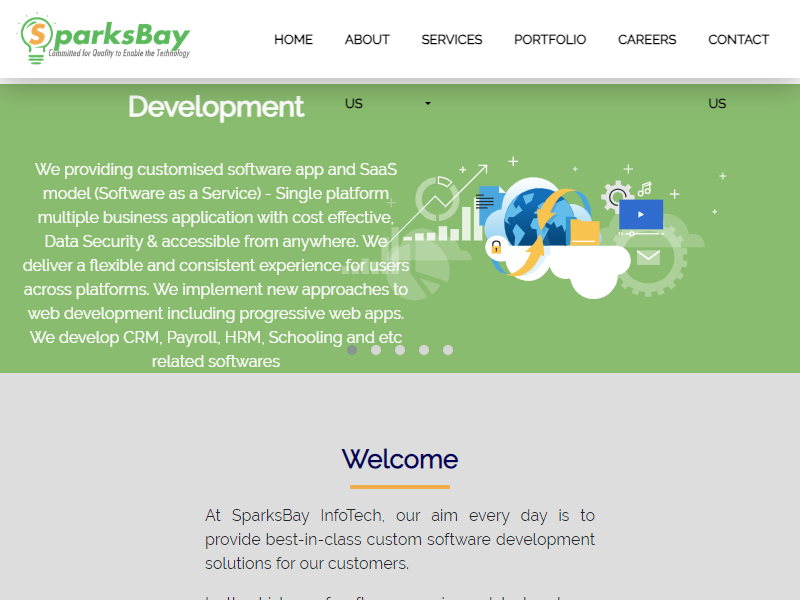 SparksBay
Committed for Quality to Enable the Technology
HOME
ABOUT
US
SERVICES
PORTFOLIO
CAREERS
CONTACT
US
Development
We providing customised software app and SaaS
model (Software as a Service) - Single platform
multiple business application with cost effective,
Data Security & accessible from anywhere. We
deliver a flexible and consistent experience for users
across platforms. We implement new approaches to
web development including progressive web apps.
We develop CRM, Payroll, HRM, Schooling and etc
related softwares
Welcome
At SparksBay InfoTech, our aim every day is to
provide best-in-class custom software development
solutions for our customers.